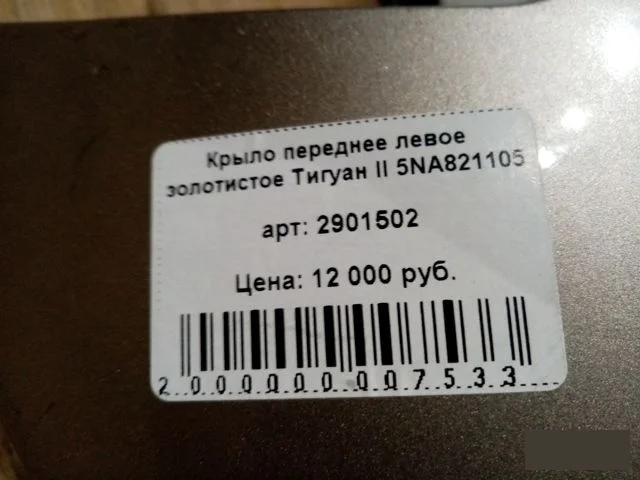 Крыло переднее левое
золотистое Тигуан II 5NA821105
арт: 2901502
Цена: 12 000 руб.
2000000007533